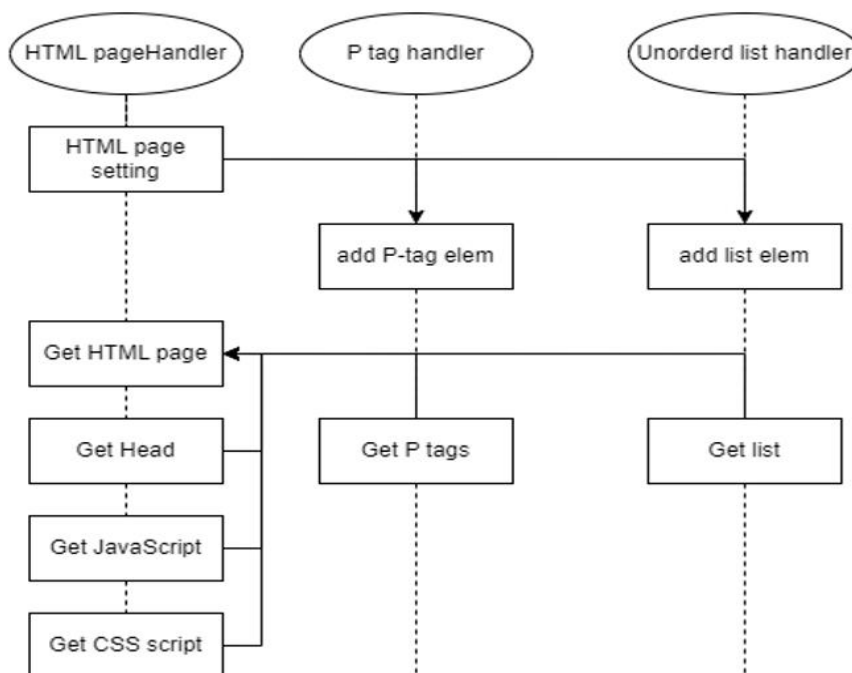 HTML pageHandler
P tag handler
Unorderd list handler
HTML page
setting
add P-tag elem
add list elem
Get HTML page
Get Head
Get P tags
Get list
Get JavaScript
Get CSS script